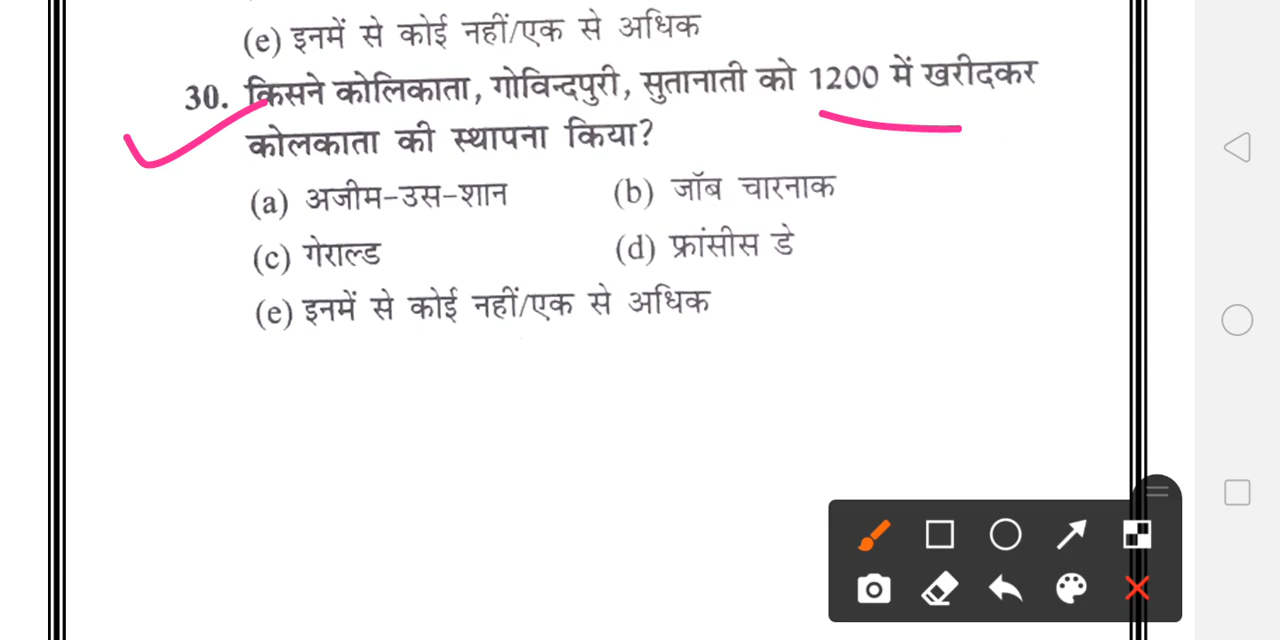 (e) इनमें से कोई नहीं/एक से अधिक
30. किसने कोलिकाता, गोविन्दपुरी, सुतानाती को 1200 में खरीदकर
कोलकाता की स्थापना किया?
(a) अजीम-उस-शान (b) जॉब चारनाक
(c) गेराल्ड (d) फ्रांसीस डे
(e) इनमें से कोई नहीं/एक से अधिक